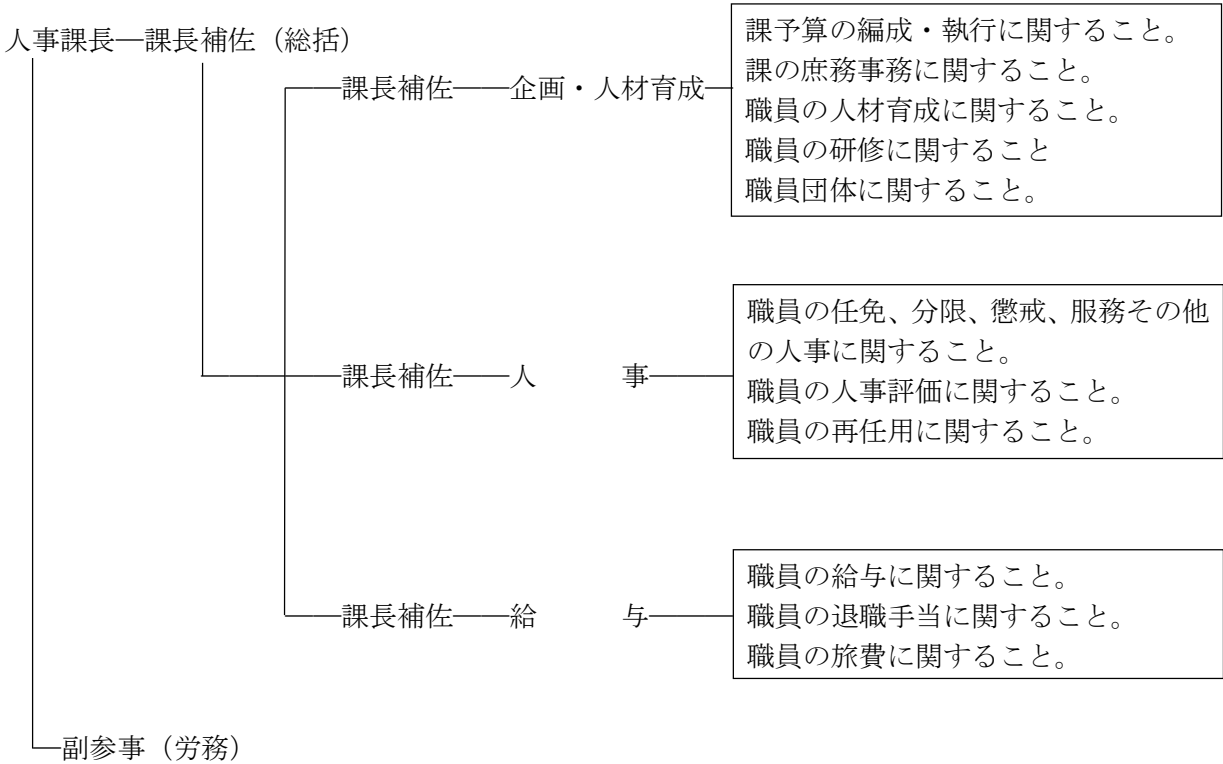 人事課長―課長補佐（総括）
課長補佐――企画・人材育成
課予算の編成・執行に関すること。
課の庶務事務に関すること。
職員の人材育成に関すること。
職員の研修に関すること
職員団体に関すること。
課長補佐――人　　事
職員の任免、分限、懲戒、服務その他
の人事に関すること。
職員の人事評価に関すること。
職員の再任用に関すること。
課長補佐――給　　与
職員の給与に関すること。
職員の退職手当に関すること。
職員の旅費に関すること。
副参事（労務）